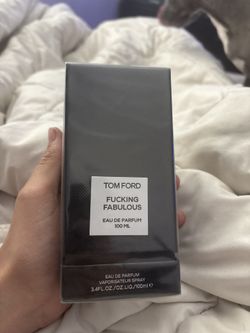 TOM FORD
FUCKING
FABULOUS
EAU DE PARFUM
100 ML
EAU DE PARFUM
VAPORISATEUR SPRAY
3.4FL.OZ./OZ.LIQ./100ml℮